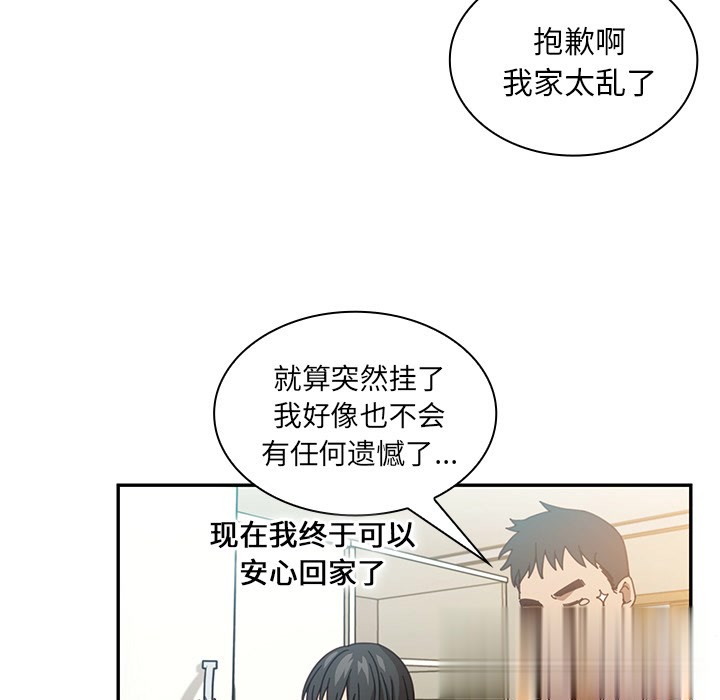 抱歉啊
我家太乱了
就算突然挂了
我好像也不会
有任何遗憾了...
现在我终于可以
安心回家了